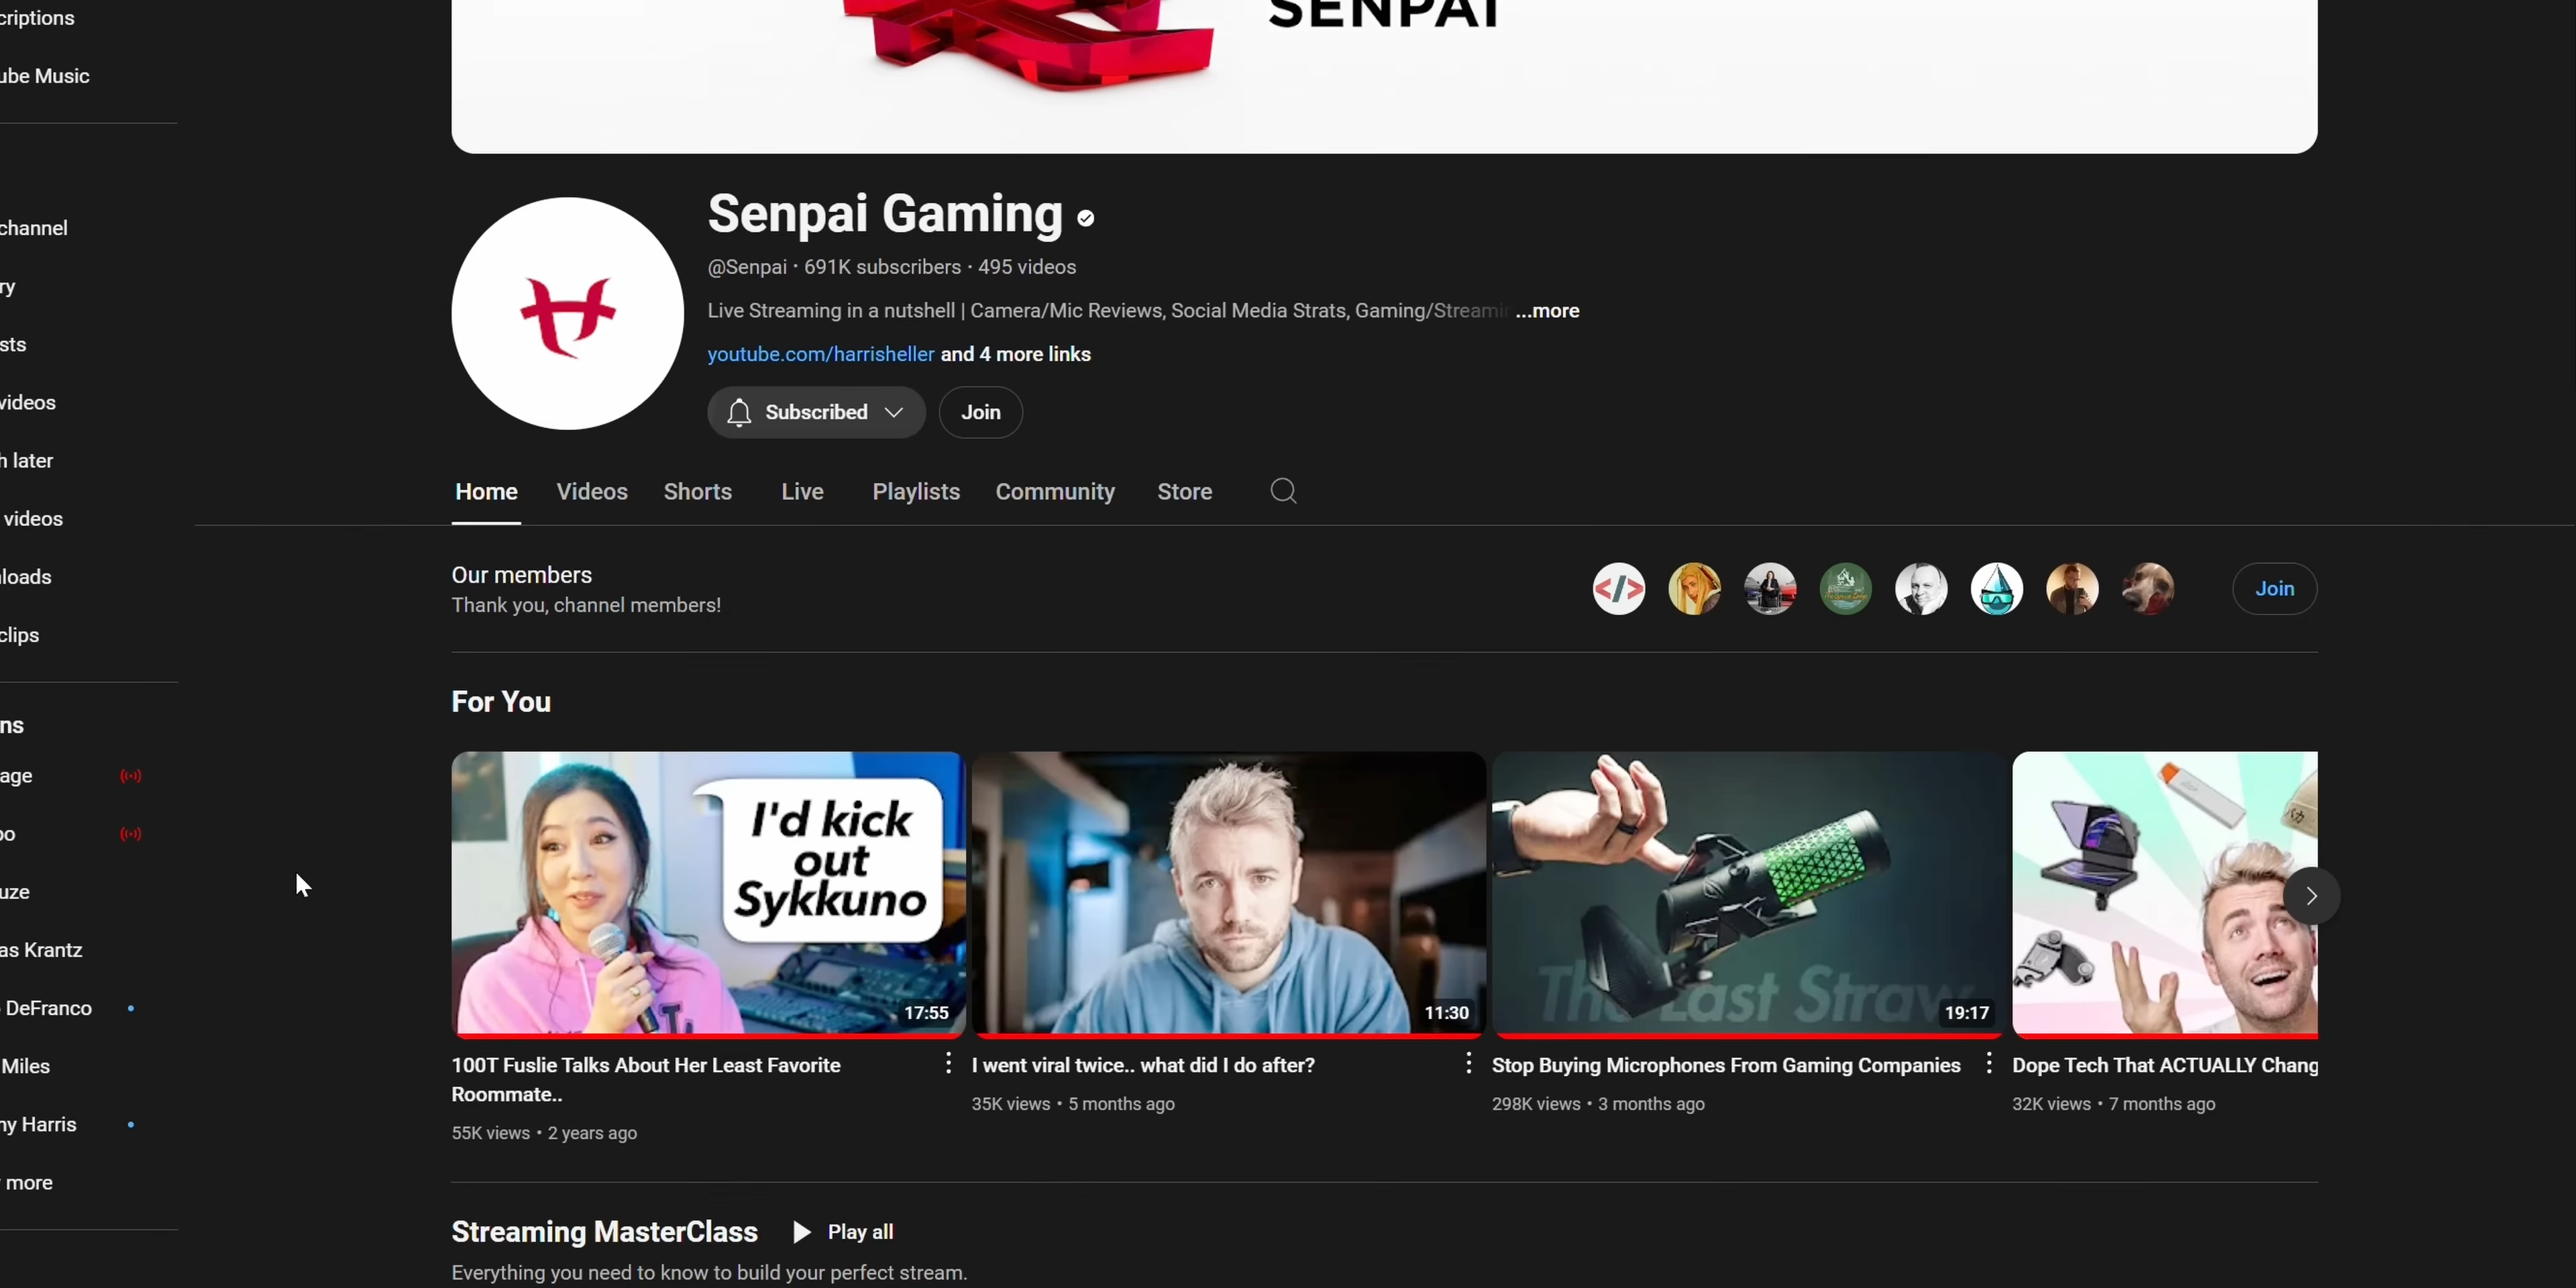 criptions
SENPAI
ube Music
Senpai Gaming
channel
@Senpai · 691K subscribers · 495 videos
ry
Live Streaming in a nutshell | Camera/Mic Reviews, Social Media Strats, Gaming/Streamin ...more
sts
youtube.com/harrisheller and 4 more links
videos
Subscribed
Join
h later
Home Videos Shorts Live Playlists Community Store
videos
Our members
loads
Thank you, channel members!
</>
Join
clips
For You
ns
age
oo
uze
as Krantz
DeFranco
Miles
ny Harris
more
I'd kick
out
Sykkuno
17:55
11:30
The Last Straw
19:17
100T Fuslie Talks About Her Least Favorite
Roommate..
55K views · 2 years ago
I went viral twice.. what did I do after?
35K views · 5 months ago
Stop Buying Microphones From Gaming Companies
298K views · 3 months ago
Dope Tech That ACTUALLY Chang
32K views · 7 months ago
Streaming MasterClass Play all
Everything you need to know to build your perfect stream.